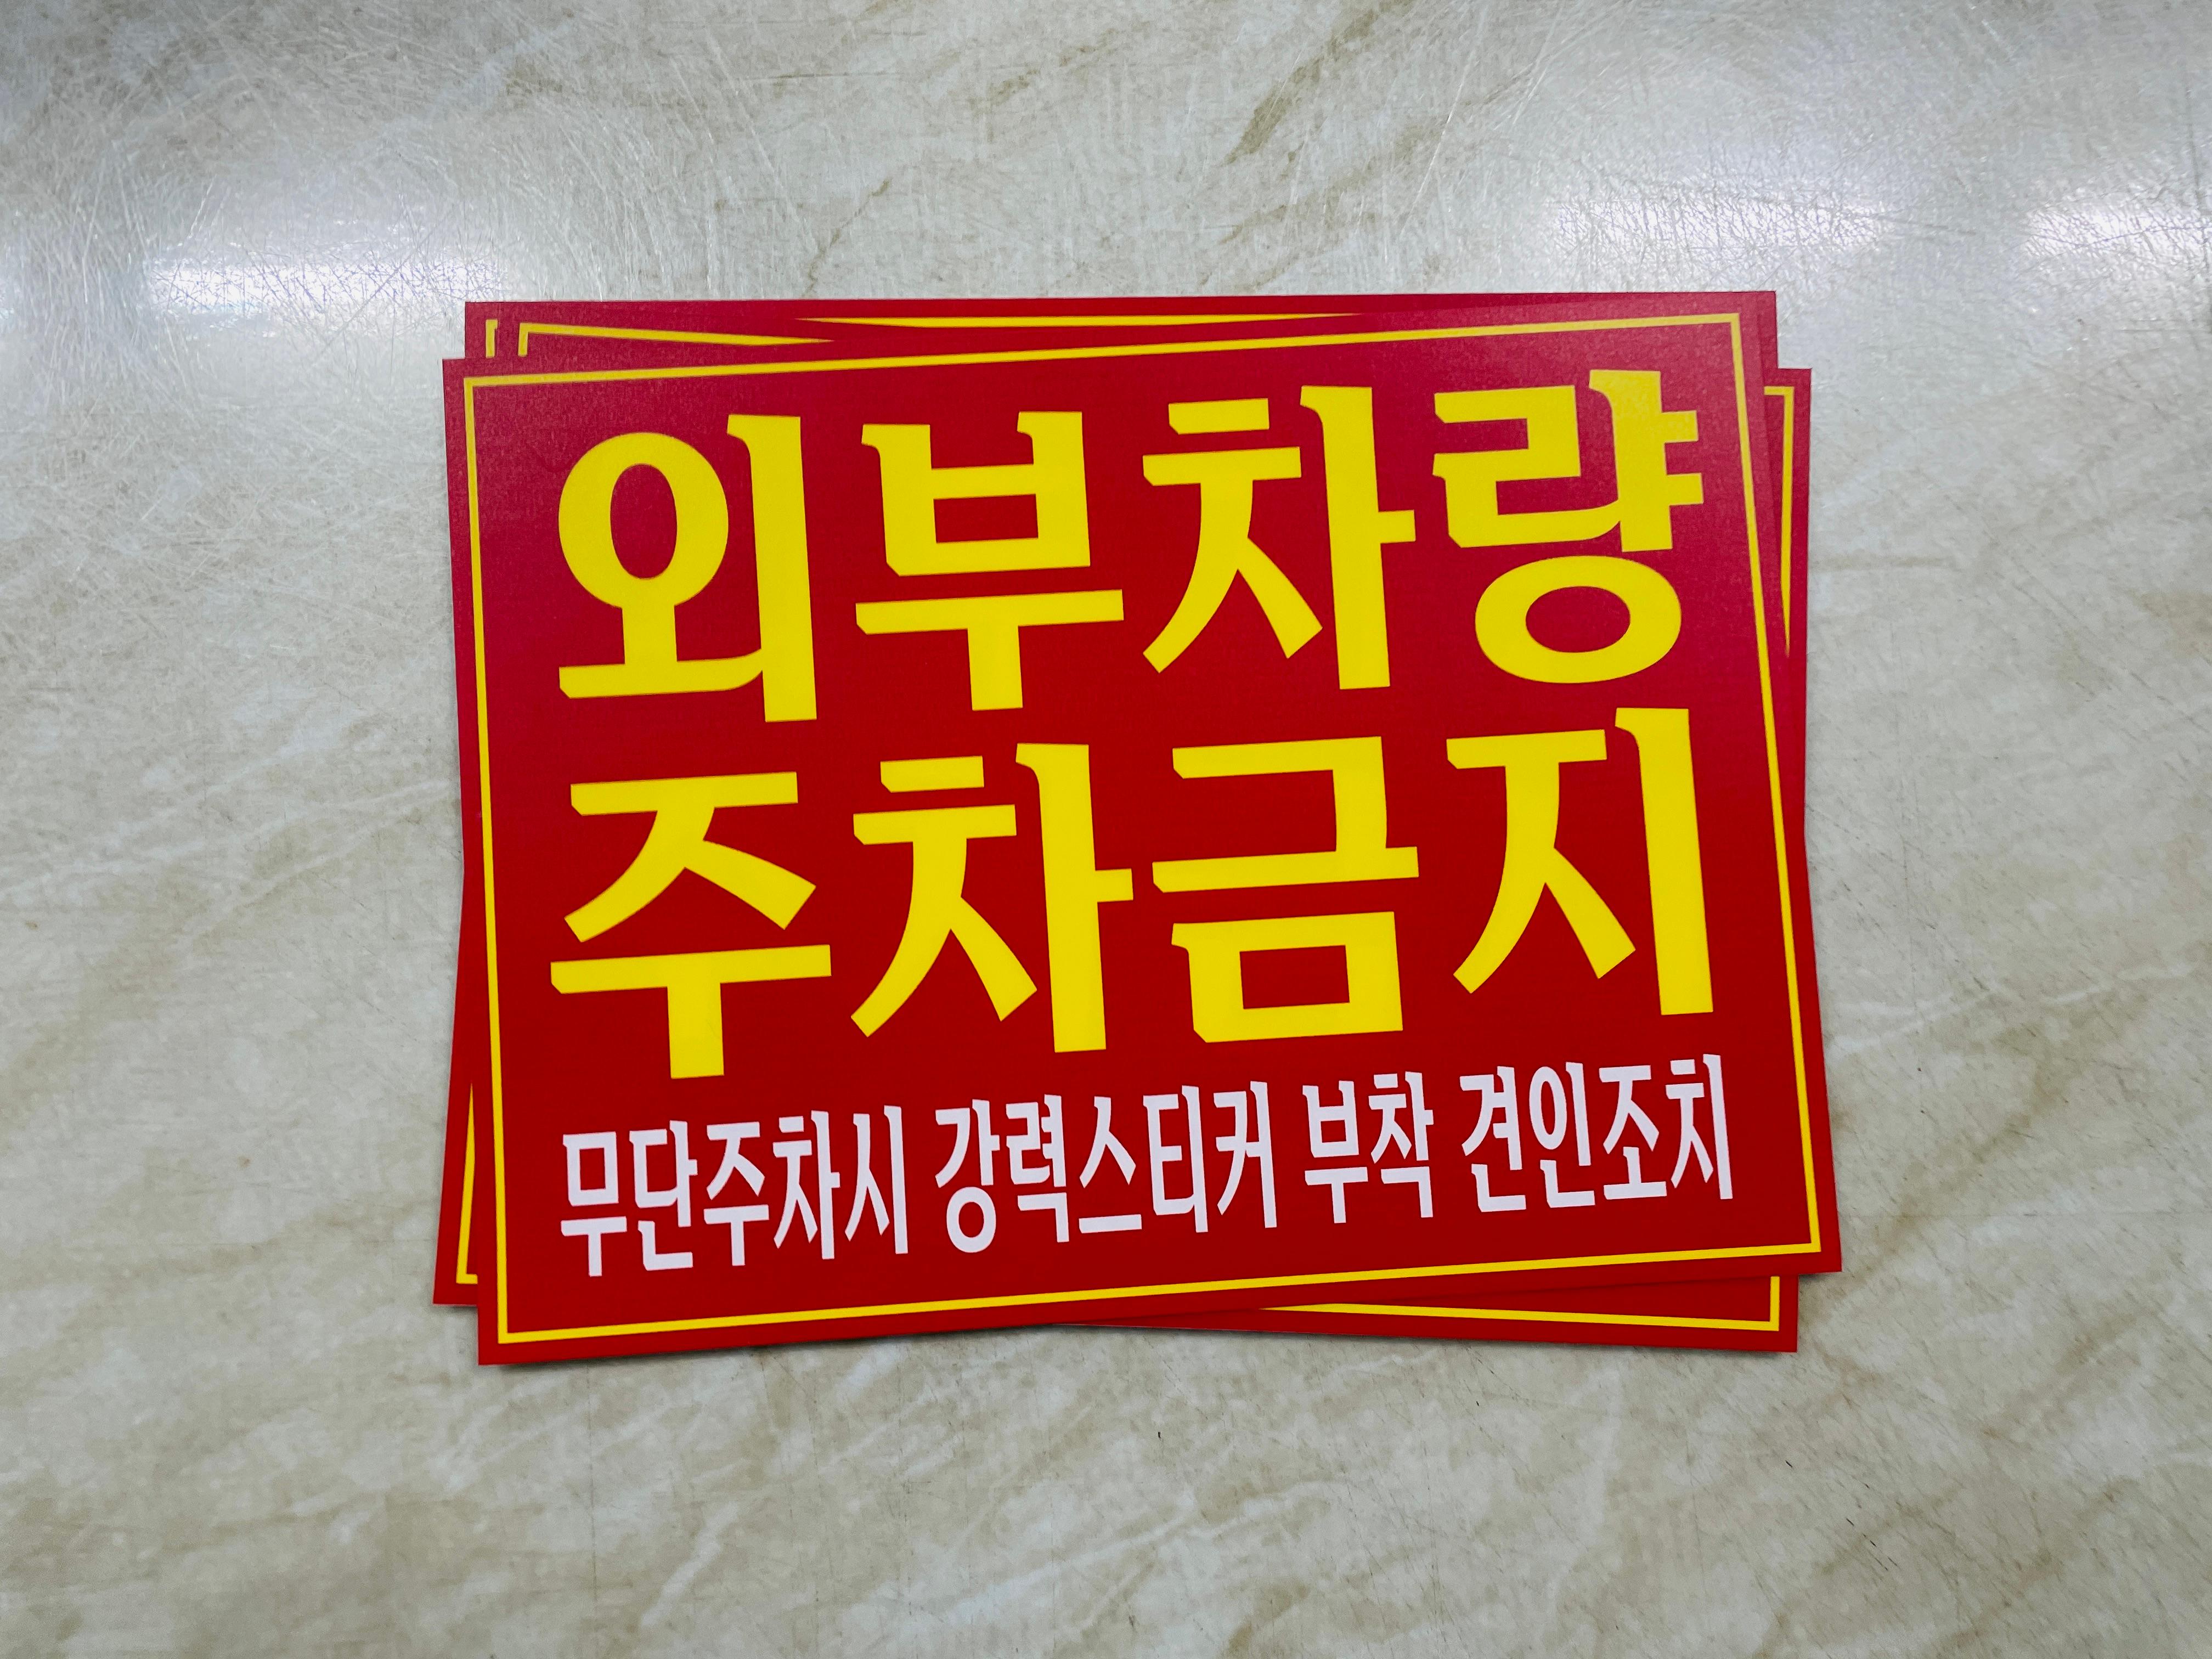 외부차량
주차금지
무단주차시 강력스티커 부착 견인조치